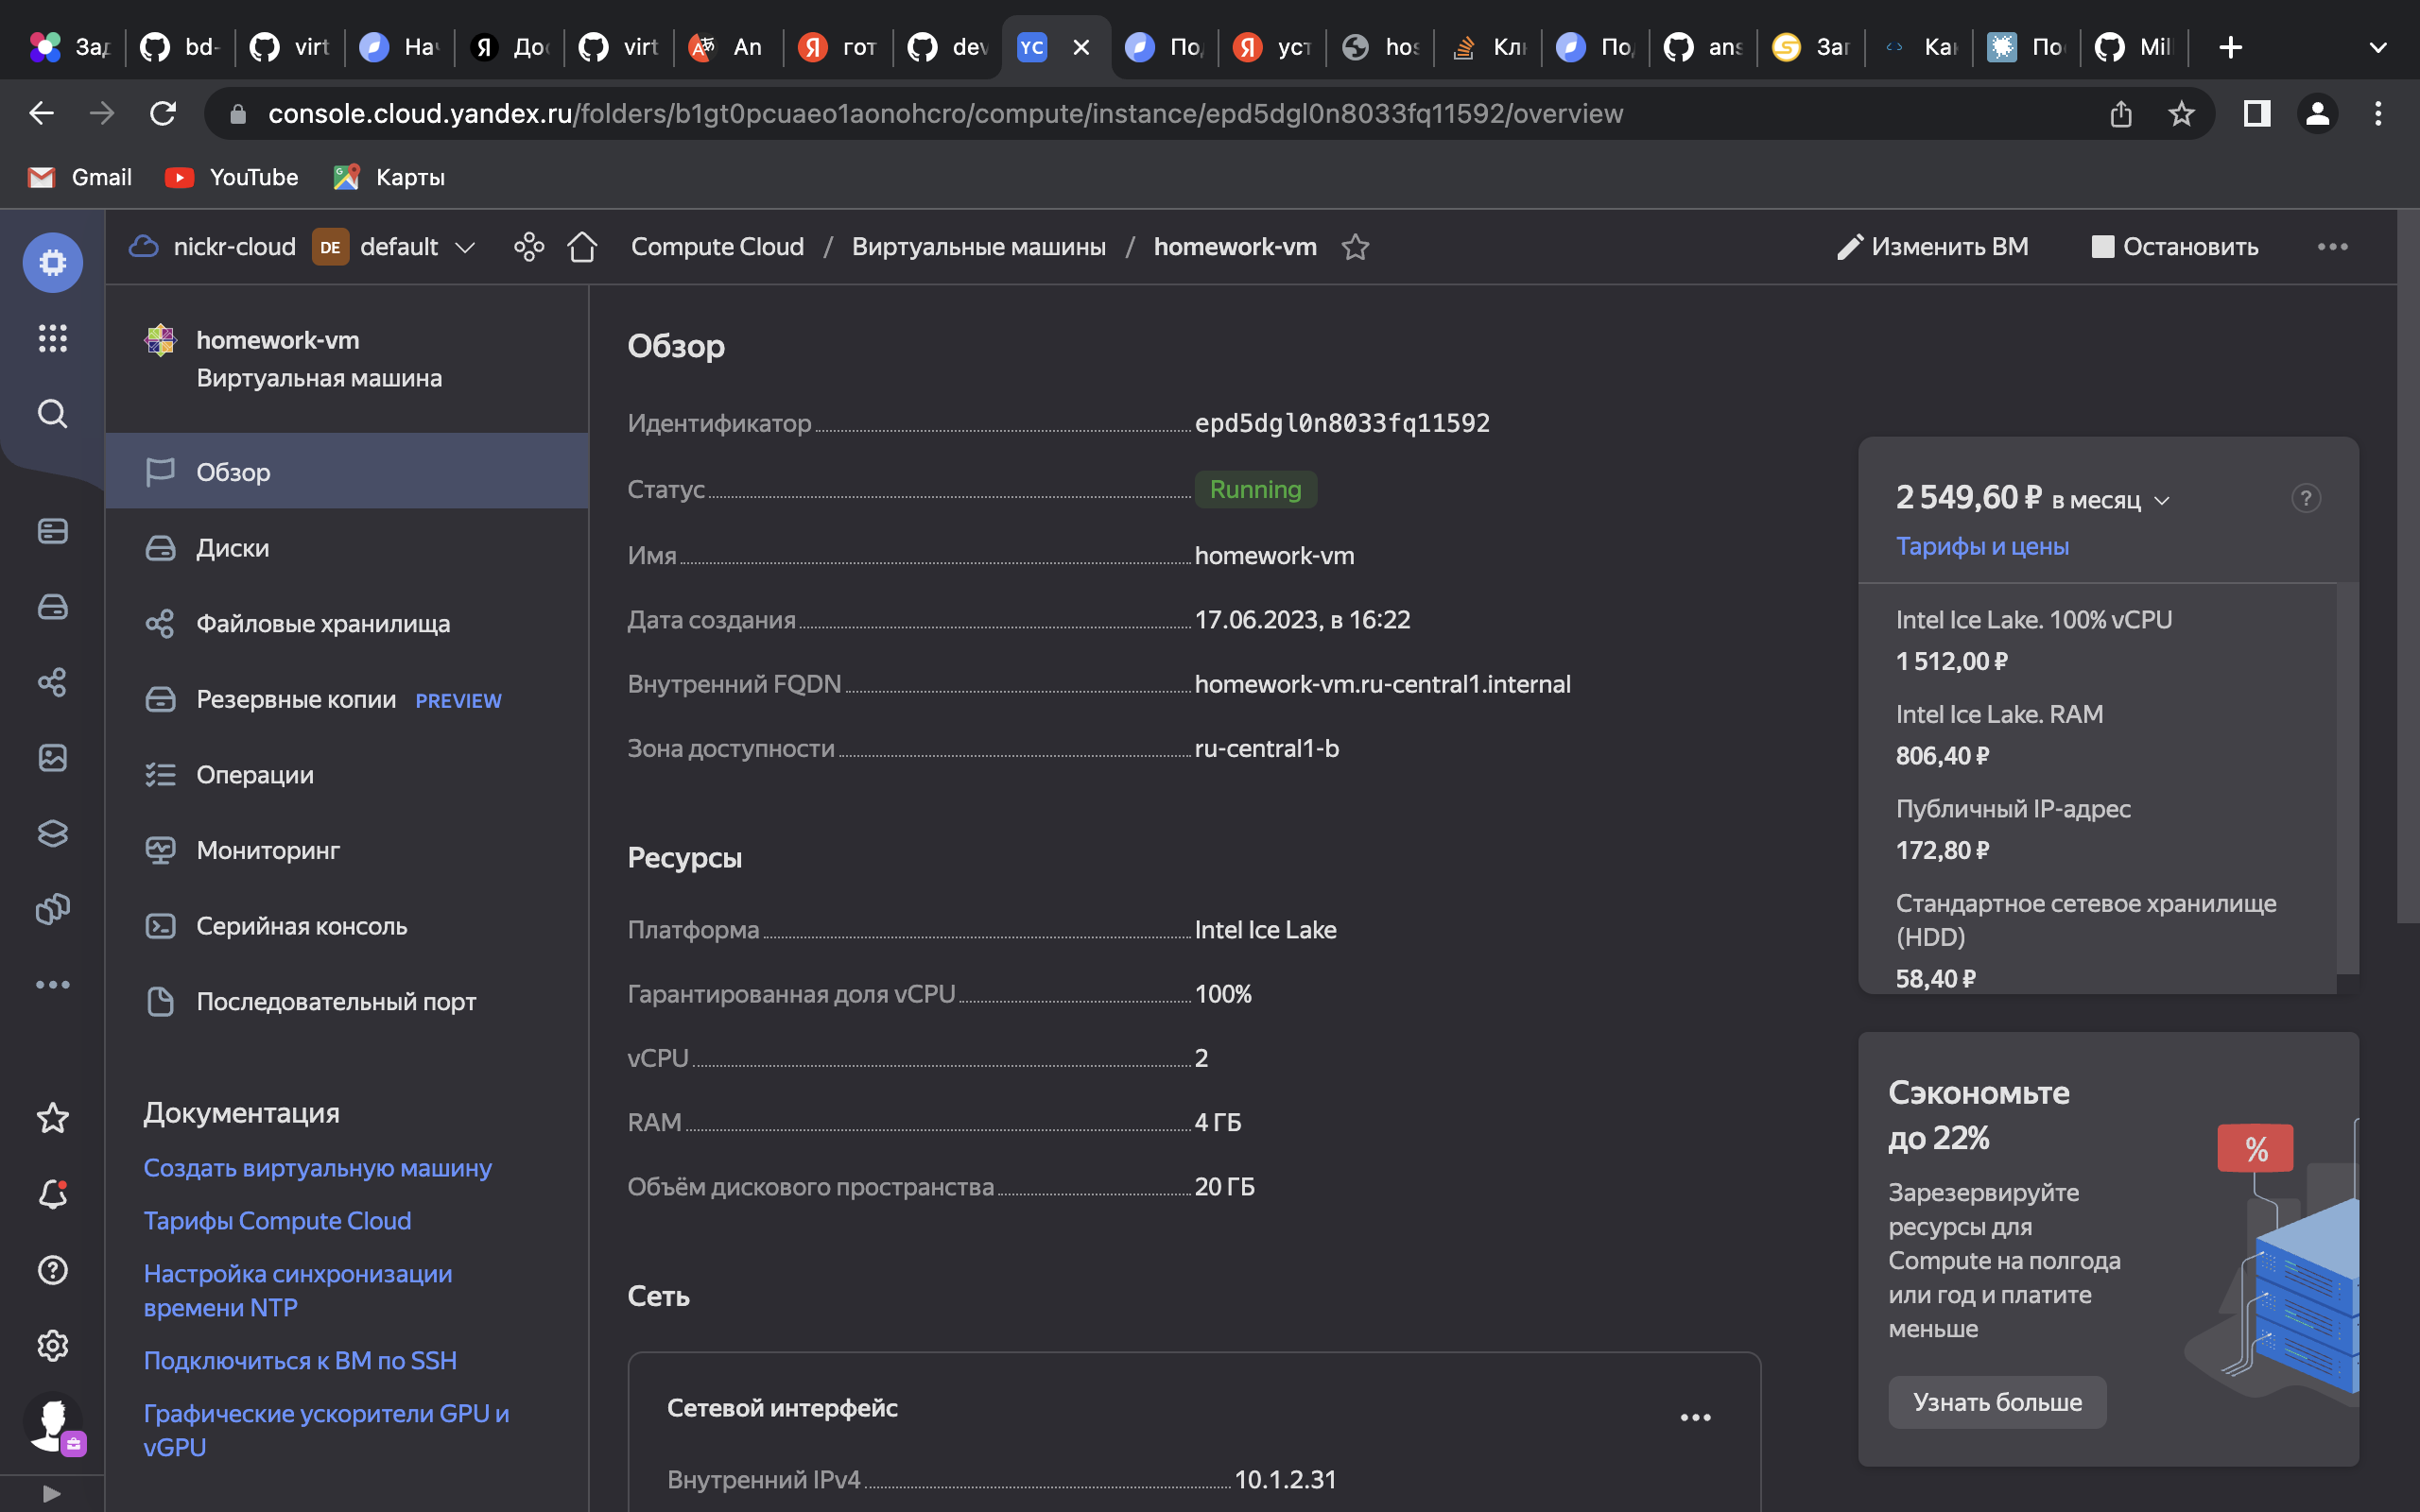 Зад
bd-
virt
На
До
virt
An
гот
dev
YC
По
уст
hos
Кл
По
ans
Заг
Как
По
Mil
console.cloud.yandex.ru/folders/b1gt0pcuaeo1aonohcro/compute/instance/epd5dgl0n8033fq11592/overview
Gmail
YouTube
Карты
nickr-cloud
DE
default
Compute Cloud / Виртуальные машины / homework-vm
Изменить ВМ
Остановить
homework-vm
Виртуальная машина
Обзор
Диски
Файловые хранилища
Резервные копии PREVIEW
Операции
Мониторинг
Серийная консоль
Последовательный порт
Документация
Создать виртуальную машину
Тарифы Compute Cloud
Настройка синхронизации
времени NTP
Подключиться к ВМ по SSH
Графические ускорители GPU и
vGPU
Обзор
Идентификатор epd5dgl0n8033fq11592
Статус Running
Имя homework-vm
Дата создания 17.06.2023, в 16:22
Внутренний FQDN homework-vm.ru-central1.internal
Зона доступности ru-central1-b
Ресурсы
Платформа Intel Ice Lake
Гарантированная доля vCPU 100%
vCPU 2
RAM 4 ГБ
Объём дискового пространства 20 ГБ
Сеть
Сетевой интерфейс
Внутренний IPv4 10.1.2.31
2 549,60 ₽ в месяц
Тарифы и цены
Intel Ice Lake. 100% vCPU
1 512,00 ₽
Intel Ice Lake. RAM
806,40 ₽
Публичный IP-адрес
172,80 ₽
Стандартное сетевое хранилище
(HDD)
58,40 ₽
Сэкономьте
до 22%
%
Зарезервируйте
ресурсы для
Compute на полгода
или год и платите
меньше
Узнать больше